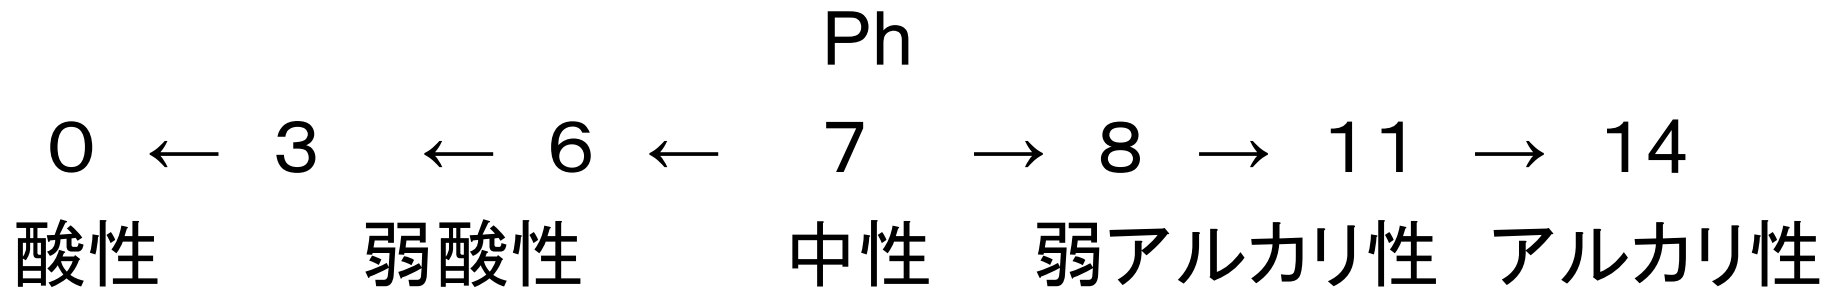 Ph
0 ← 3 ← 6 ← 7 → 8 → 11 → 14
酸性 弱酸性 中性 弱アルカリ性 アルカリ性